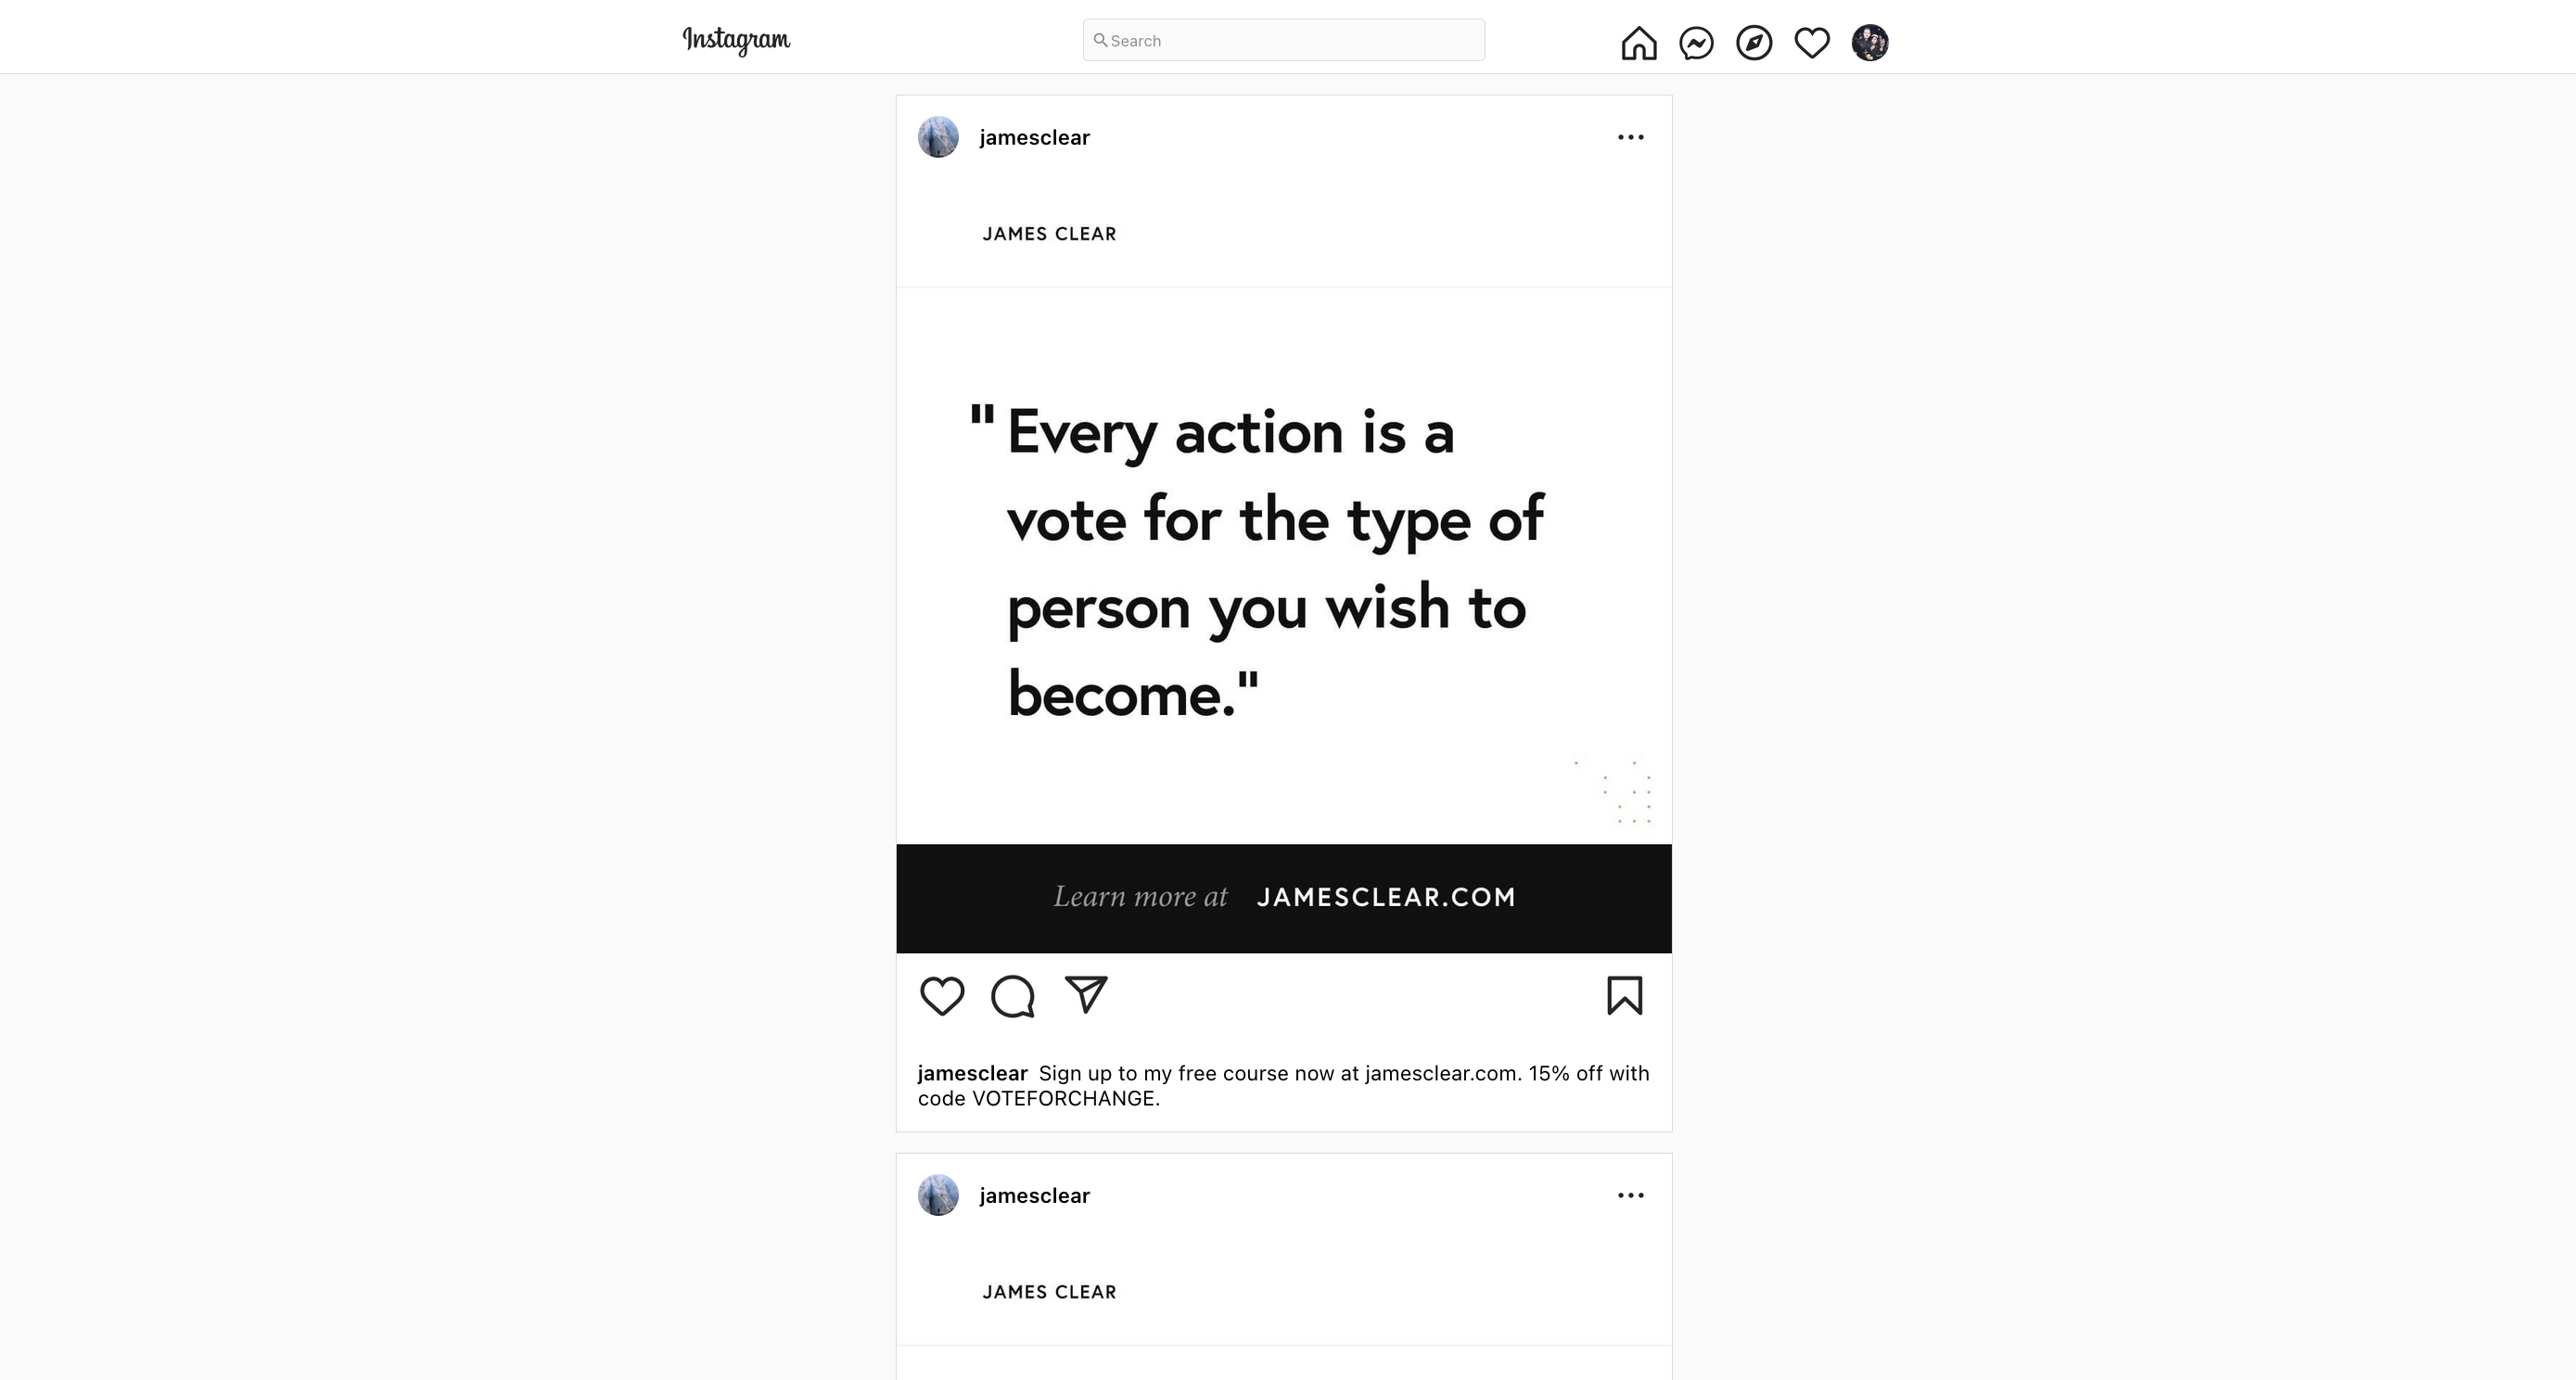 Instagram
Search
jamesclear
JAMES CLEAR
"Every action is a
vote for the type of
person you wish to
become."
Learn more at JAMESCLEAR.COM
jamesclear Sign up to my free course now at jamesclear.com. 15% off with
code VOTEFORCHANGE.
jamesclear
JAMES CLEAR